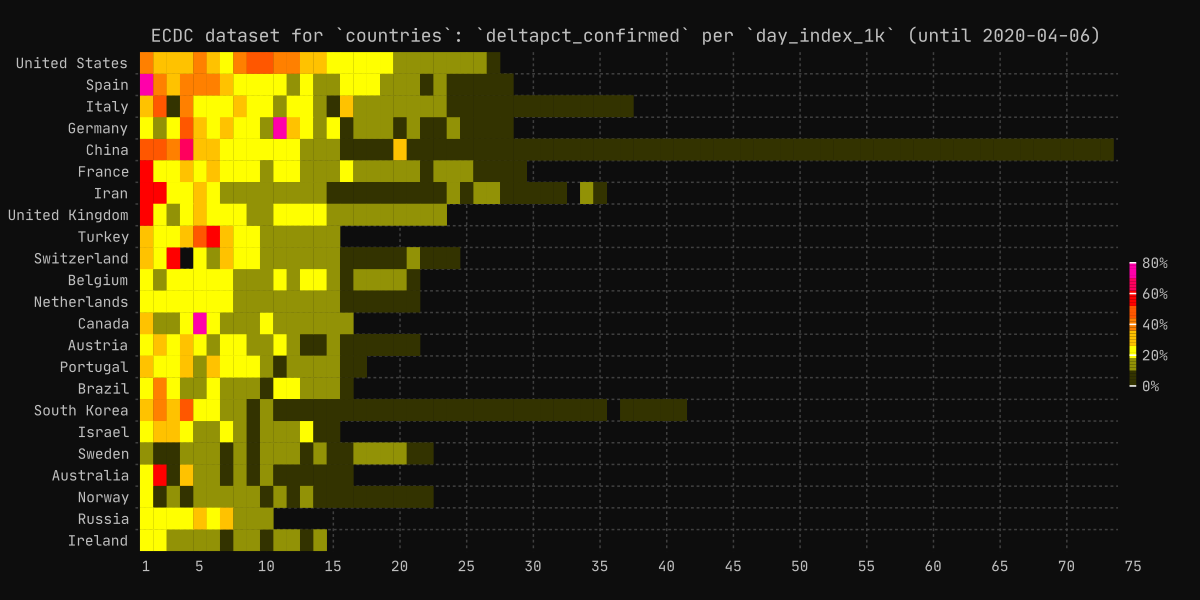 ECDC dataset for `countries`: `deltapct_confirmed` per `day_index_1k` (until 2020-04-06)
United States
Spain
Italy
Germany
China
France
Iran
United Kingdom
Turkey
Switzerland
Belgium
Netherlands
Canada
Austria
Portugal
Brazil
South Korea
Israel
Sweden
Australia
Norway
Russia
Ireland
80%
60%
40%
20%
0%
1 5 10 15 20 25 30 35 40 45 50 55 60 65 70 75